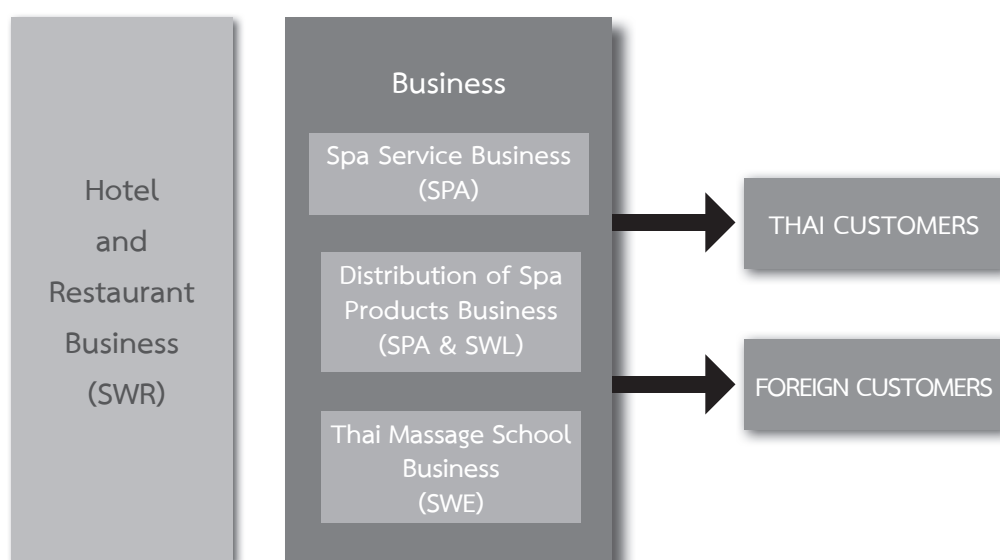 Hotel
and
Restaurant
Business
(SWR)
Business
Spa Service Business
(SPA)
Distribution of Spa
Products Business
(SPA & SWL)
Thai Massage School
Business
(SWE)
THAI CUSTOMERS
FOREIGN CUSTOMERS